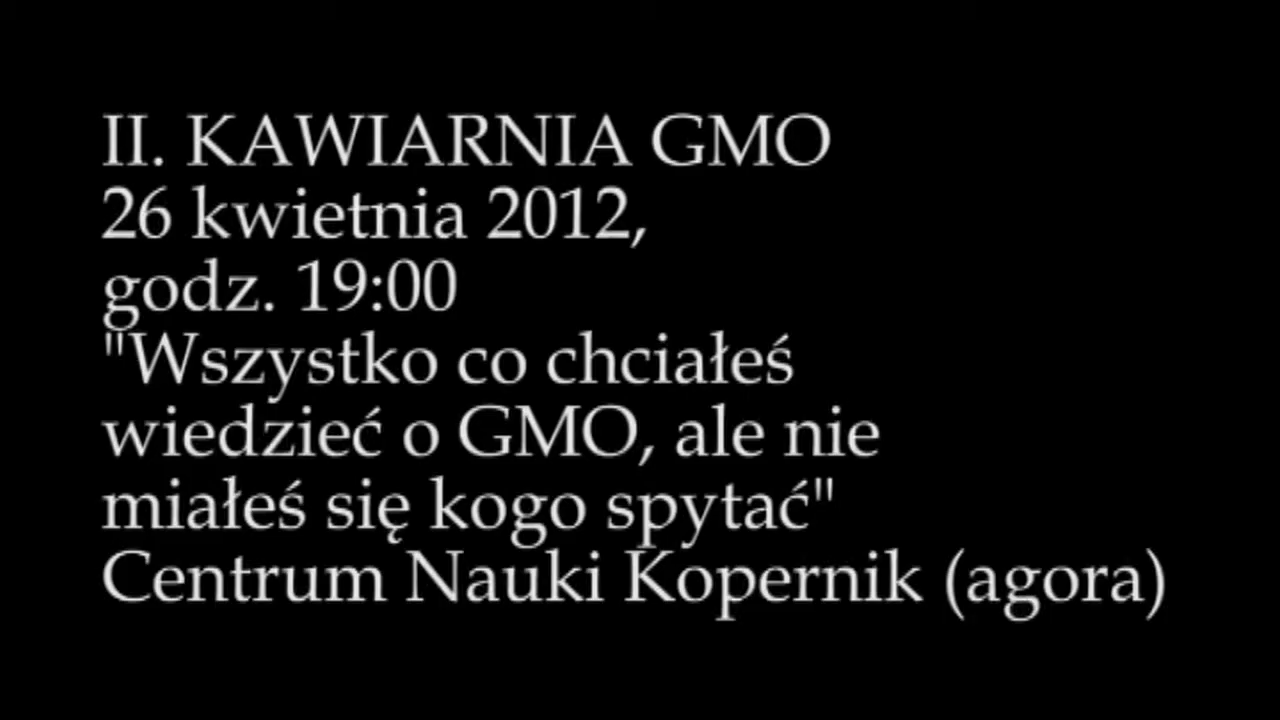 II. KAWIARNIA GMO
26 kwietnia 2012,
godz. 19:00
"Wszystko co chciałeś
wiedzieć o GMO, ale nie
miałeś się kogo spytać"
Centrum Nauki Kopernik (agora)